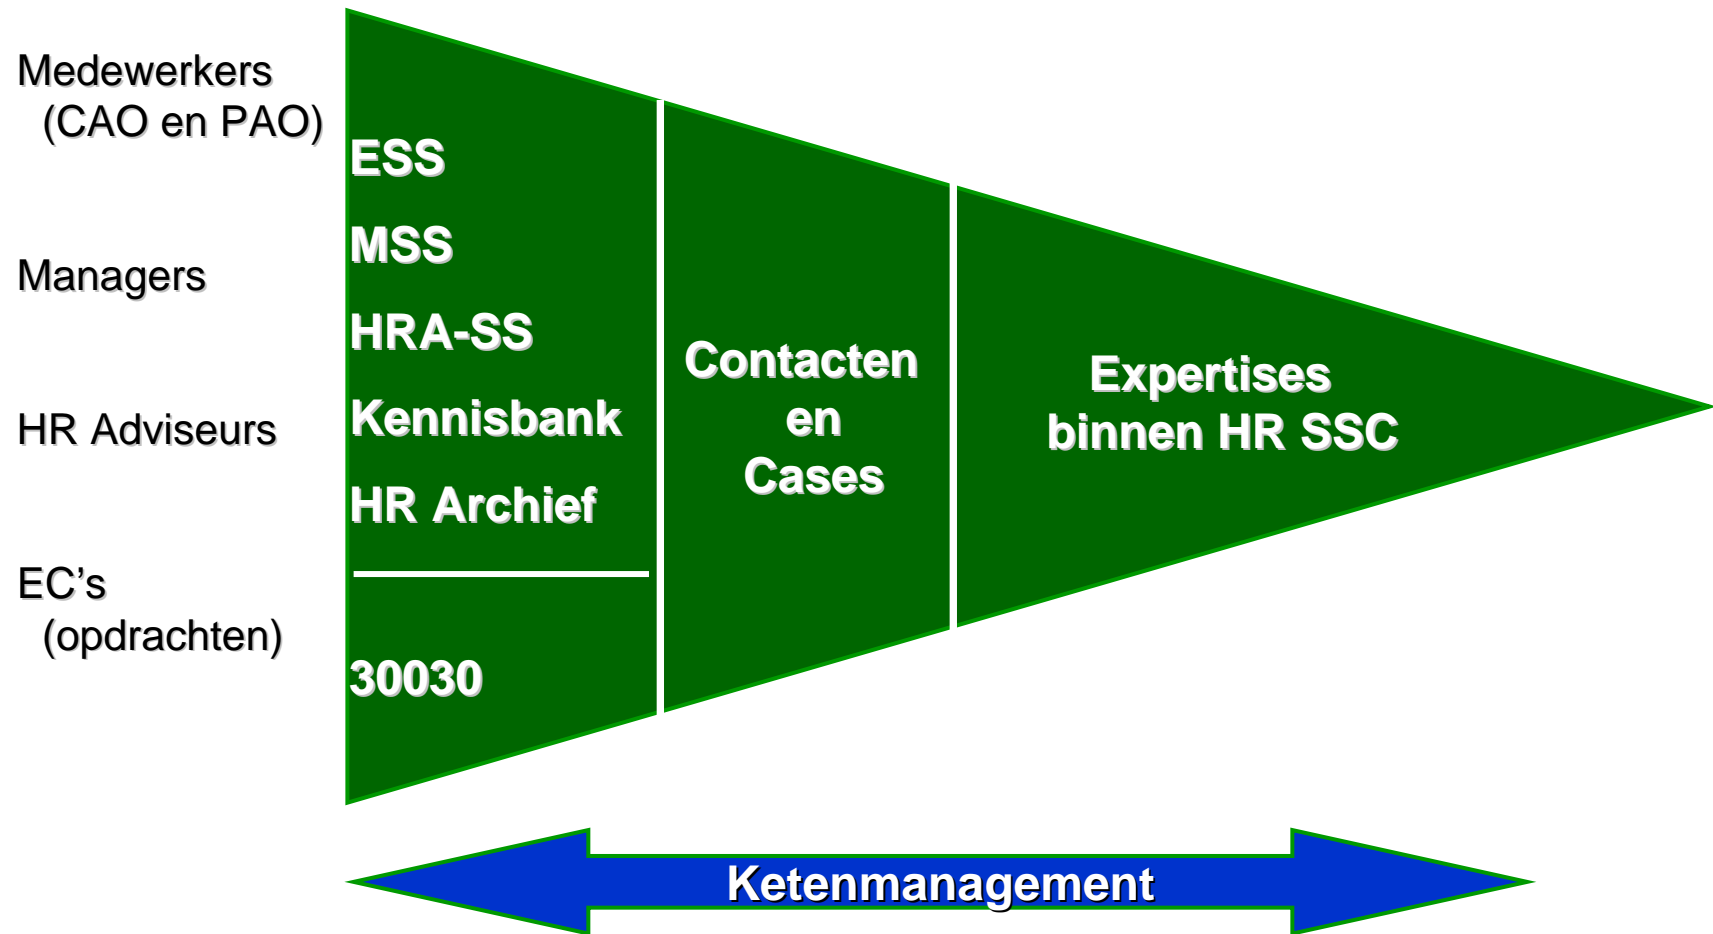 Medewerkers
(CAO en PAO)
Managers
HR Adviseurs
EC’s
(opdrachten)
ESS
MSS
HRA-SS
Kennisbank
HR Archief
30030
Contacten
en
Cases
Expertises
binnen HR SSC
Ketenmanagement